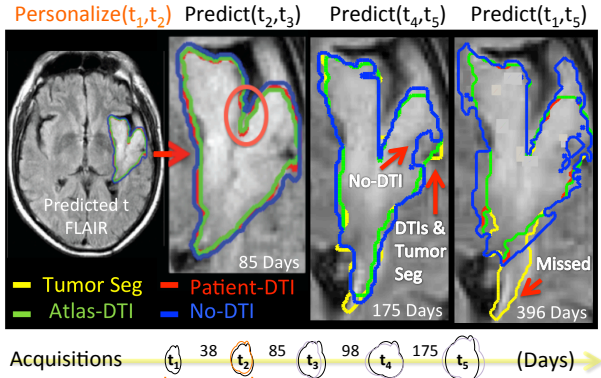 Personalize(t1,t2) Predict(t2,t3) Predict(t4,t5) Predict(t1,t5)
Predicted t
FLAIR
85 Days
No-DTI
DTIs &
Tumor
Seg
175 Days
Missed
396 Days
Tumor Seg Patient-DTI
Atlas-DTI No-DTI
Acquisitions t1 38 t2 85 t3 98 t4 175 t5 (Days)